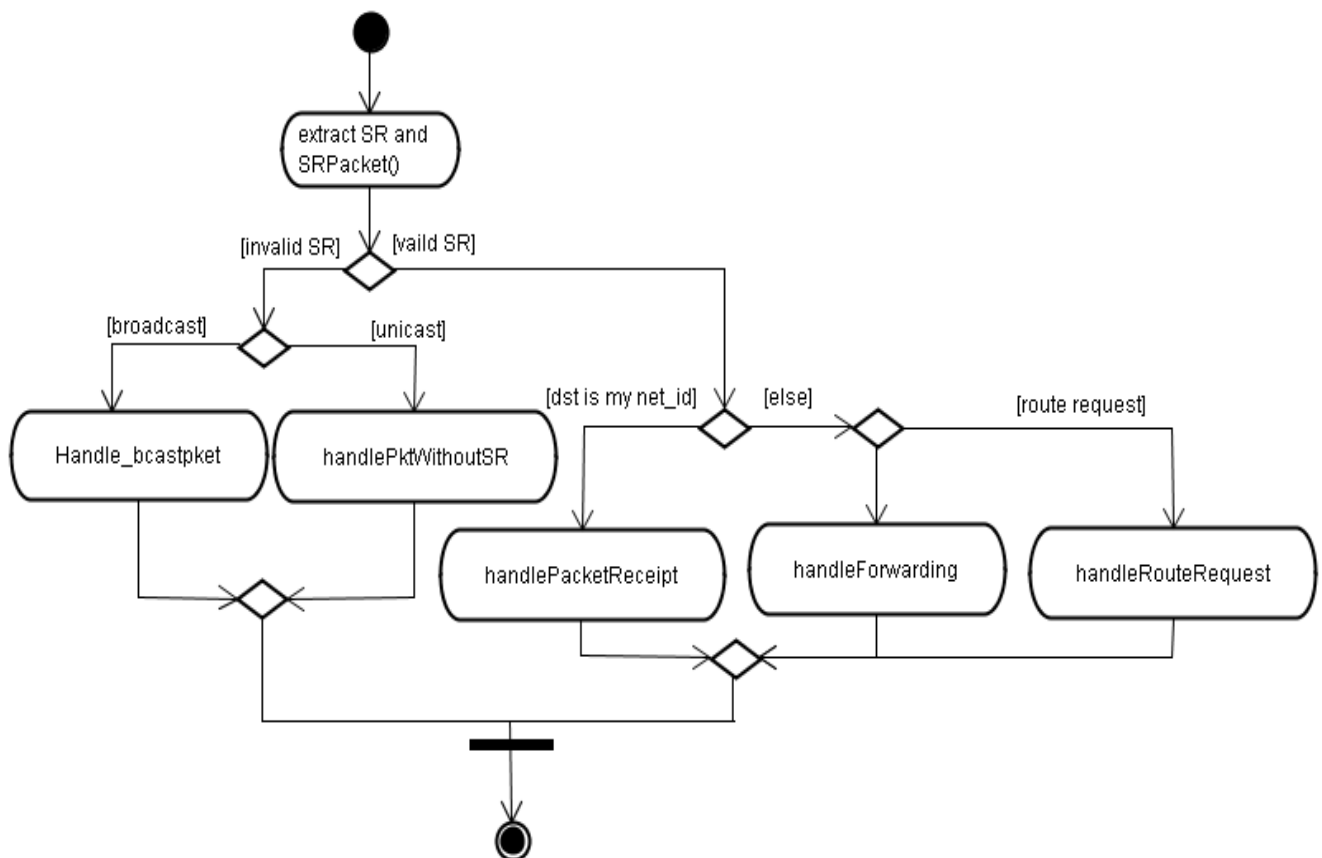 extract SR and
SRPacket()
[invalid SR]
[vaild SR]
[broadcast]
[unicast]
[dst is my net_id]
[else]
[route request]
Handle_bcastpket
handlePktWithoutSR
handlePacketReceipt
handleForwarding
handleRouteRequest